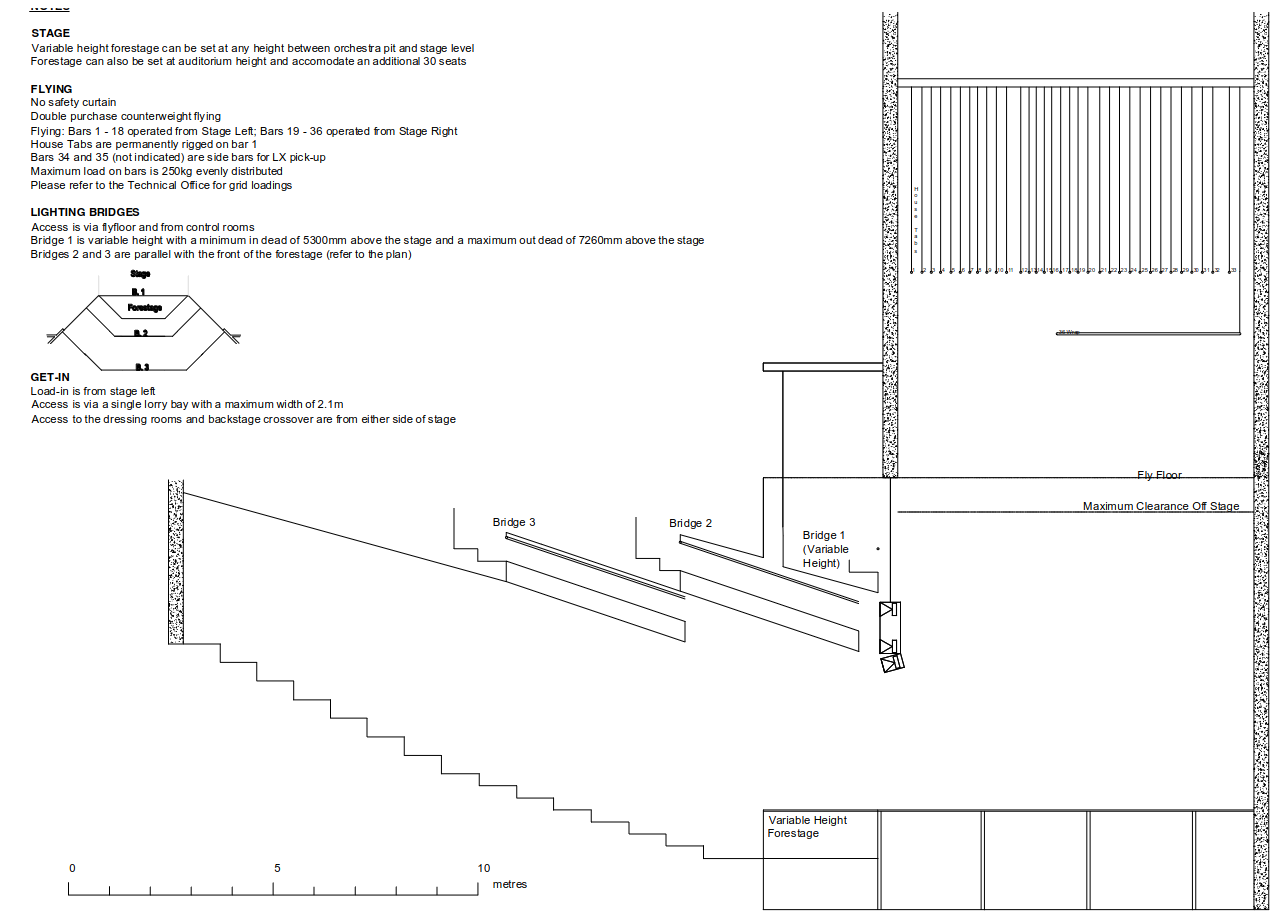 NOTES
STAGE
Variable height forestage can be set at any height between orchestra pit and stage level
Forestage can also be set at auditorium height and accomodate an additional 30 seats
FLYING
No safety curtain
Double purchase counterweight flying
Flying: Bars 1 - 18 operated from Stage Left; Bars 19 - 36 operated from Stage Right
House Tabs are permanently rigged on bar 1
Bars 34 and 35 (not indicated) are side bars for LX pick-up
Maximum load on bars is 250kg evenly distributed
Please refer to the Technical Office for grid loadings
LIGHTING BRIDGES
Access is via flyfloor and from control rooms
Bridge 1 is variable height with a minimum in dead of 5300mm above the stage and a maximum out dead of 7260mm above the stage
Bridges 2 and 3 are parallel with the front of the forestage (refer to the plan)
Stage
B. 1
Forestage
B. 2
B. 3
GET-IN
Load-in is from stage left
Access is via a single lorry bay with a maximum width of 2.1m
Access to the dressing rooms and backstage crossover are from either side of stage
House Tabs
1 2 3 4 5 6 7 8 9 10 11 12 13 14 15 16 17 18 19 20 21 22 23 24 25 26 27 28 29 30 31 32 33
Fly Floor
Maximum Clearance Off Stage
Bridge 3
Bridge 2
Bridge 1
(Variable
Height)
Variable Height
Forestage
0 5 10
metres